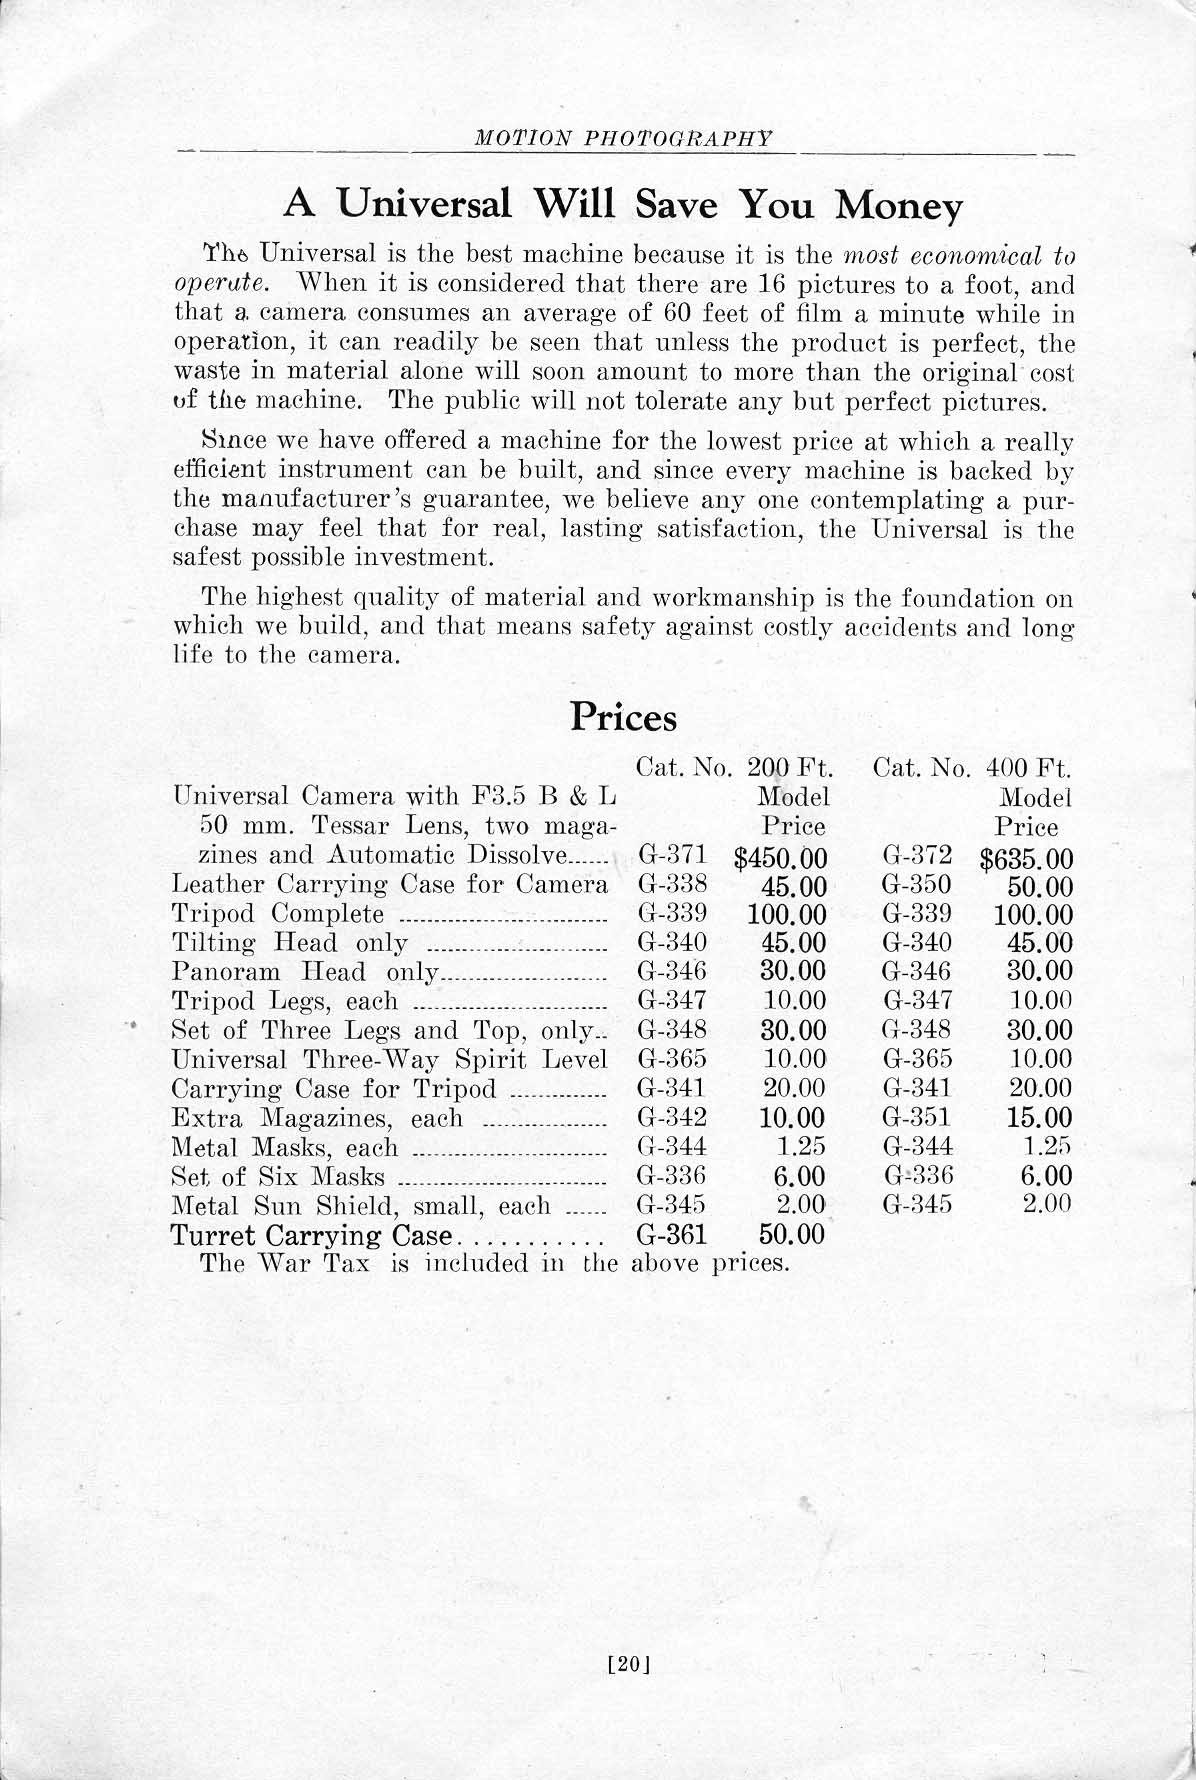 MOTION PHOTOGRAPHY
A Universal Will Save You Money
The Universal is the best machine because it is the most economical to
operate. When it is considered that there are 16 pictures to a foot, and
that a camera consumes an average of 60 feet of film a minute while in
operation, it can readily be seen that unless the product is perfect, the
waste in material alone will soon amount to more than the original cost
of the machine. The public will not tolerate any but perfect pictures.
Since we have offered a machine for the lowest price at which a really
efficient instrument can be built, and since every machine is backed by
the manufacturer's guarantee, we believe any one contemplating a pur-
chase may feel that for real, lasting satisfaction, the Universal is the
safest possible investment.
The highest quality of material and workmanship is the foundation on
which we build, and that means safety against costly accidents and long
life to the camera.
Prices
Cat. No. 200 Ft. Cat. No. 400 Ft.
Universal Camera with F3.5 B & L Model Model
50 mm. Tessar Lens, two maga- Price Price
zines and Automatic Dissolve...... G-371 $450.00 G-372 $635.00
Leather Carrying Case for Camera G-338 45.00 G-350 50.00
Tripod Complete .............................. G-339 100.00 G-339 100.00
Tilting Head only .......................... G-340 45.00 G-340 45.00
Panoram Head only........................ G-346 30.00 G-346 30.00
Tripod Legs, each ............................ G-347 10.00 G-347 10.00
Set of Three Legs and Top, only.. G-348 30.00 G-348 30.00
Universal Three-Way Spirit Level G-365 10.00 G-365 10.00
Carrying Case for Tripod .............. G-341 20.00 G-341 20.00
Extra Magazines, each .................. G-342 10.00 G-351 15.00
Metal Masks, each ............................ G-344 1.25 G-344 1.25
Set of Six Masks .............................. G-336 6.00 G-336 6.00
Metal Sun Shield, small, each ...... G-345 2.00 G-345 2.00
Turret Carrying Case. . . . . . . . . . . G-361 50.00
The War Tax is included in the above prices.
[20]